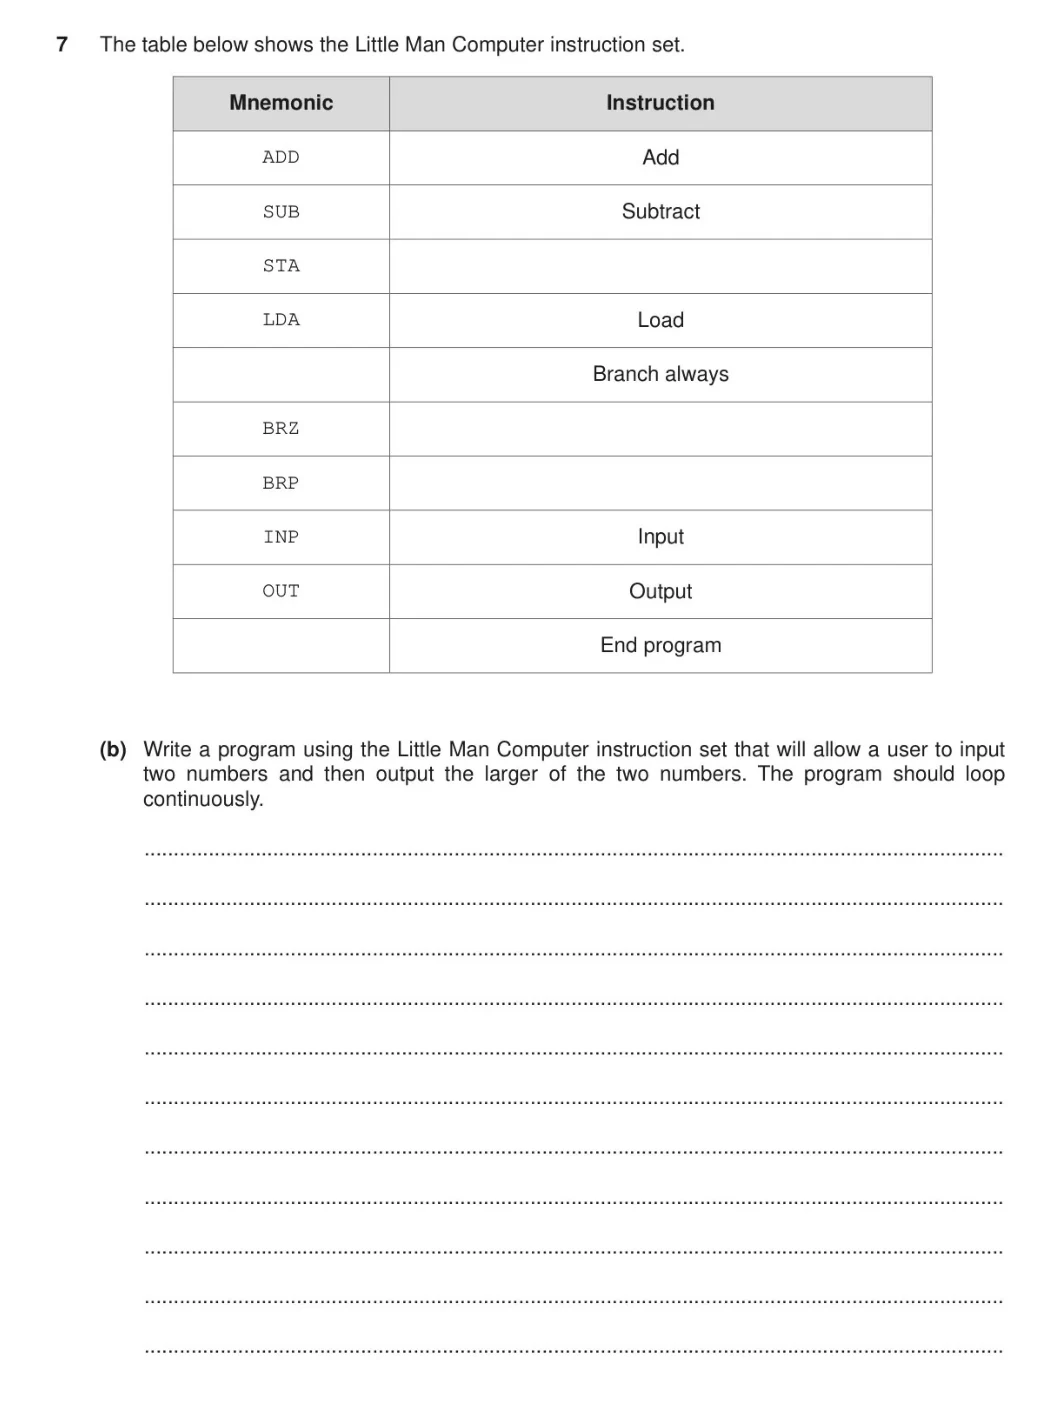 7 The table below shows the Little Man Computer instruction set.
Mnemonic Instruction
ADD Add
SUB Subtract
STA
LDA Load
Branch always
BRZ
BRP
INP Input
OUT Output
End program
(b) Write a program using the Little Man Computer instruction set that will allow a user to input
two numbers and then output the larger of the two numbers. The program should loop
continuously.